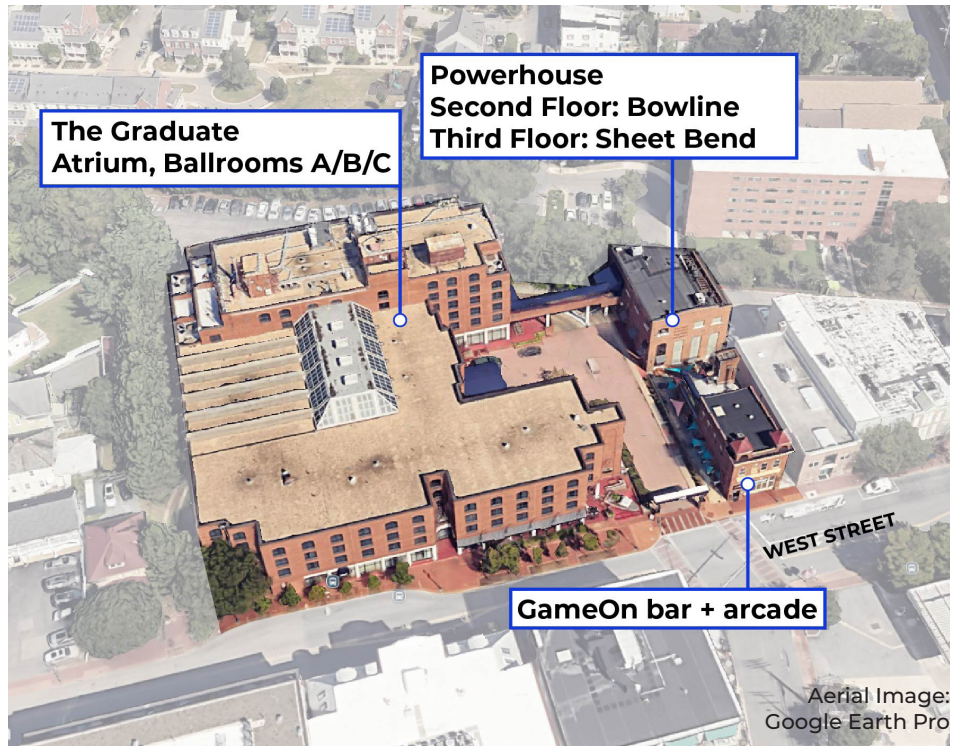 Powerhouse
Second Floor: Bowline
Third Floor: Sheet Bend
The Graduate
Atrium, Ballrooms A/B/C
WEST STREET
GameOn bar + arcade
Aerial Image:
Google Earth Pro